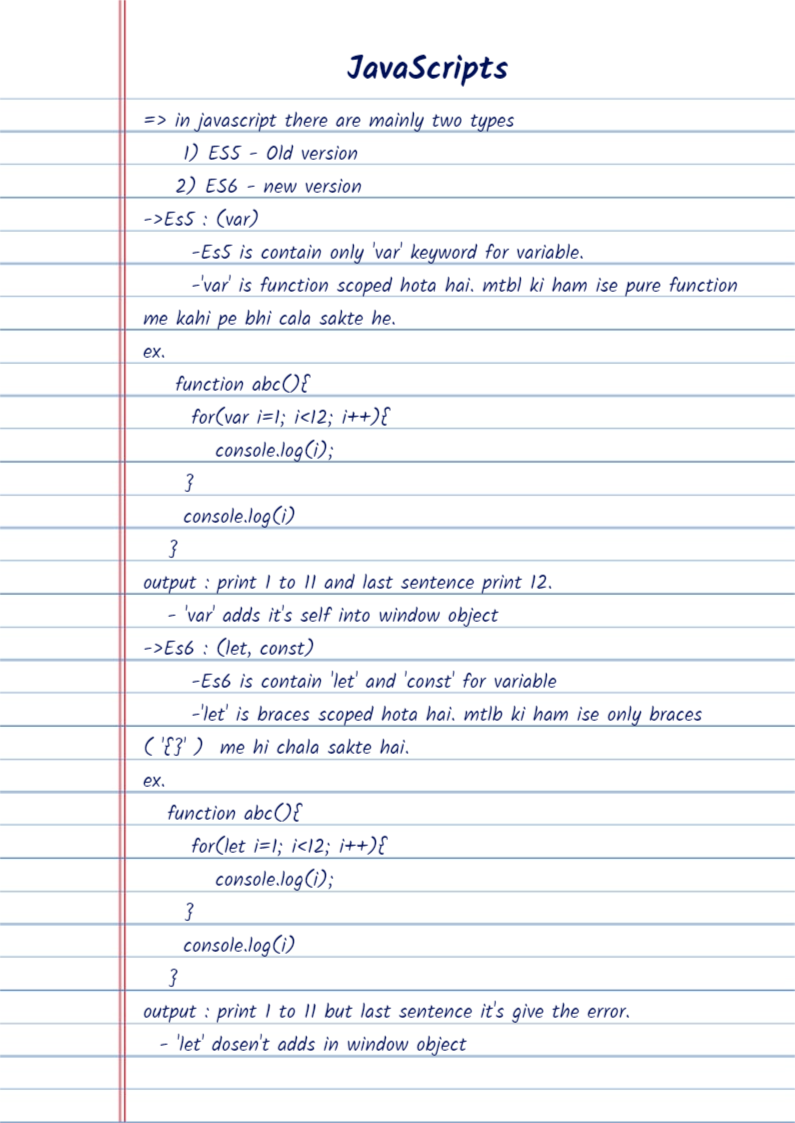 JavaScripts
=> in javascript there are mainly two types
1) ES5 - Old version
2) ES6 - new version
->Es5 : (var)
-Es5 is contain only 'var' keyword for variable.
-'var' is function scoped hota hai. mtbl ki ham ise pure function
me kahi pe bhi cala sakte he.
ex.
function abc(){
for(var i=1; i<12; i++){
console.log(i);
}
console.log(i)
}
output : print 1 to 11 and last sentence print 12.
- 'var' adds it's self into window object
->Es6 : (let, const)
-Es6 is contain 'let' and 'const' for variable
-'let' is braces scoped hota hai. mtlb ki ham ise only braces
( '{}' ) me hi chala sakte hai.
ex.
function abc(){
for(let i=1; i<12; i++){
console.log(i);
}
console.log(i)
}
output : print 1 to 11 but last sentence it's give the error.
- 'let' dosen't adds in window object